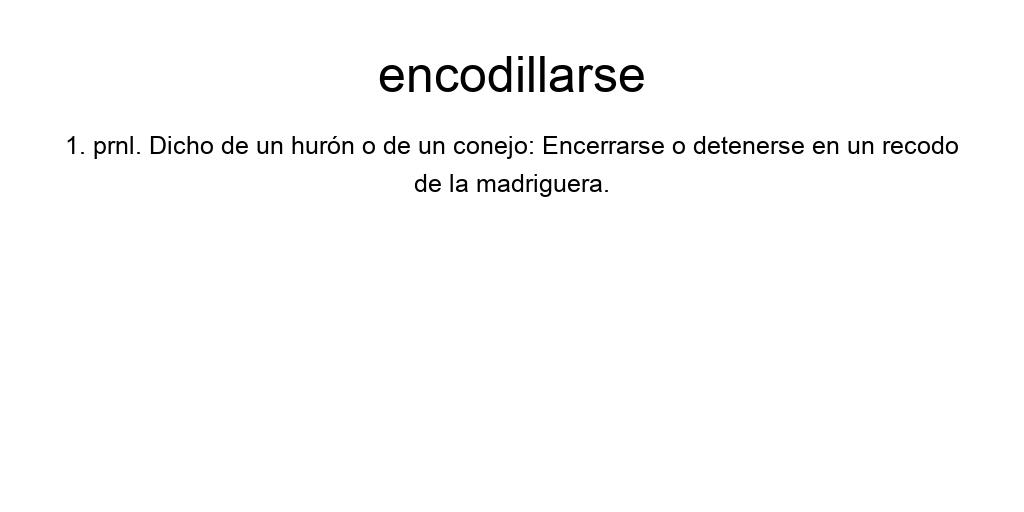 encodillarse
1. prnl. Dicho de un hurón o de un conejo: Encerrarse o detenerse en un recodo
de la madriguera.